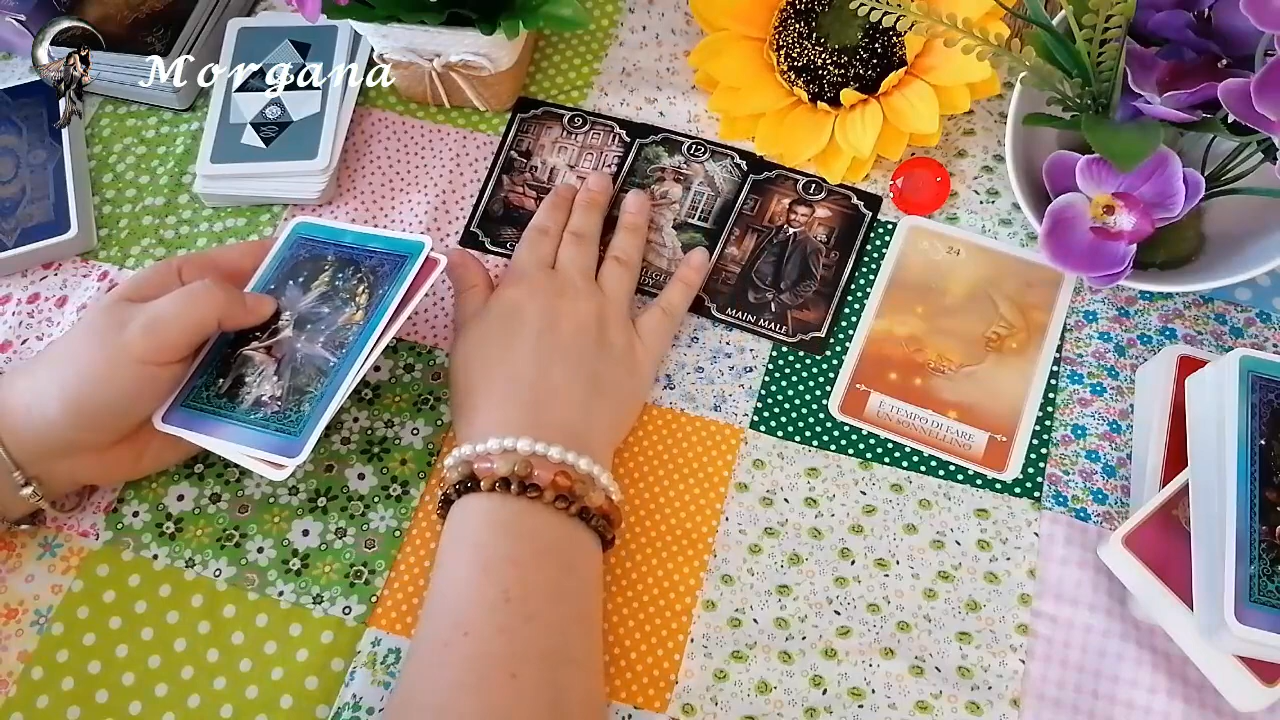 Morgana
9
12
1
MAIN MALE
24
È TEMPO DI FARE
UN SONNELLINO